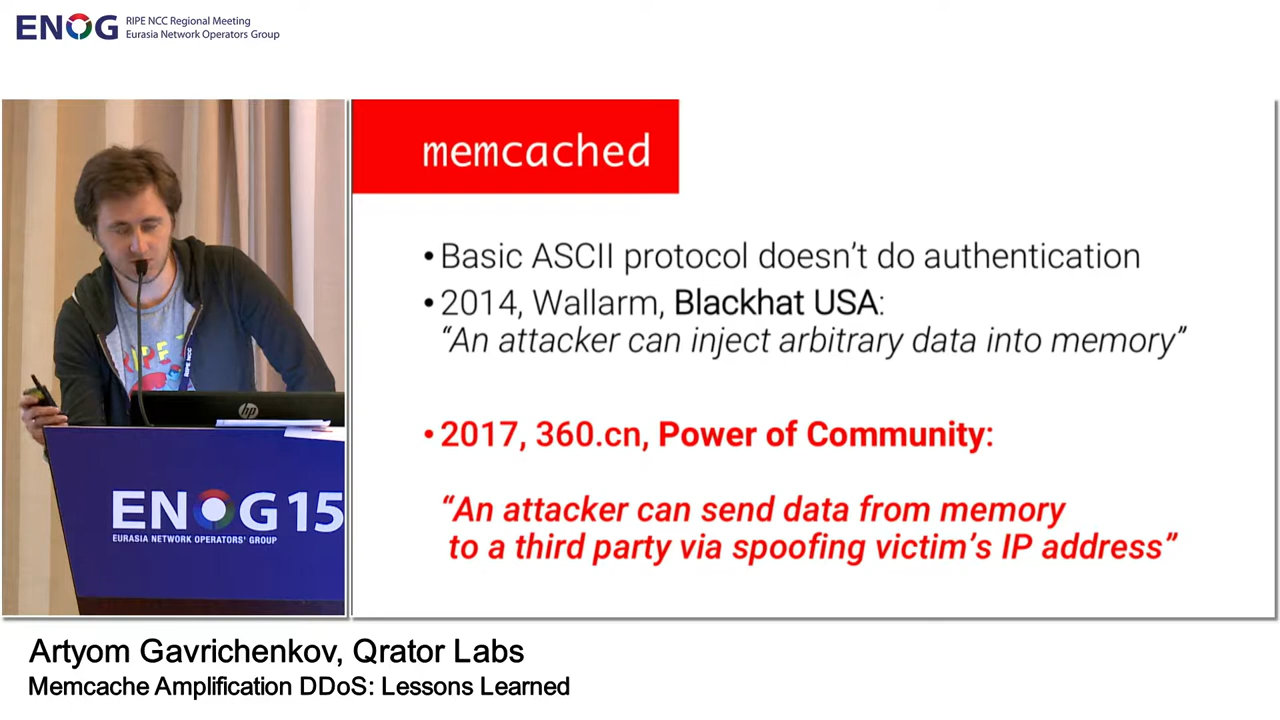 ENOG
RIPE NCC Regional Meeting
Eurasia Network Operators Group
memcached
•Basic ASCII protocol doesn't do authentication
•2014, Wallarm, Blackhat USA:
“An attacker can inject arbitrary data into memory”
•2017, 360.cn, Power of Community:
“An attacker can send data from memory
to a third party via spoofing victim's IP address”
hp
ENOG 15
EURASIA NETWORK OPERATORS' GROUP
Artyom Gavrichenkov, Qrator Labs
Memcache Amplification DDoS: Lessons Learned